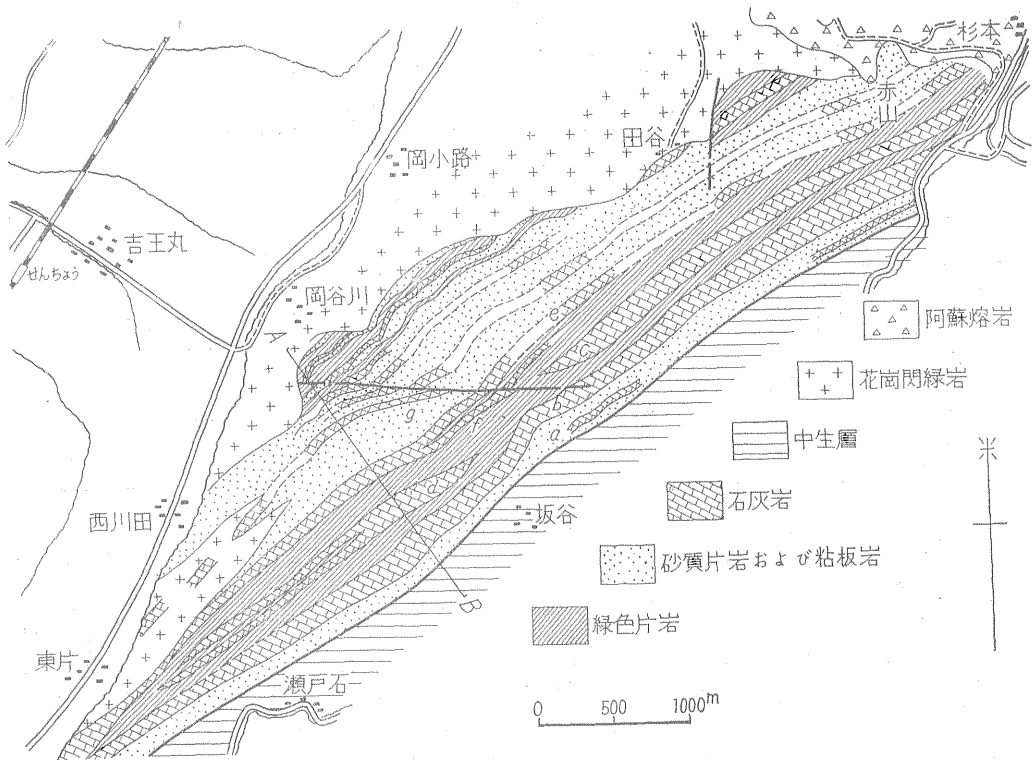 杉本
赤山
田谷
岡小路
吉王丸
せんちょう
岡谷川
A
e
c
g
b
a
d
阿蘇熔岩
花崗閃緑岩
中生層
石灰岩
坂谷
西川田
砂質片岩および粘板岩
B
緑色片岩
東片
瀬戸石
0 500 1000m